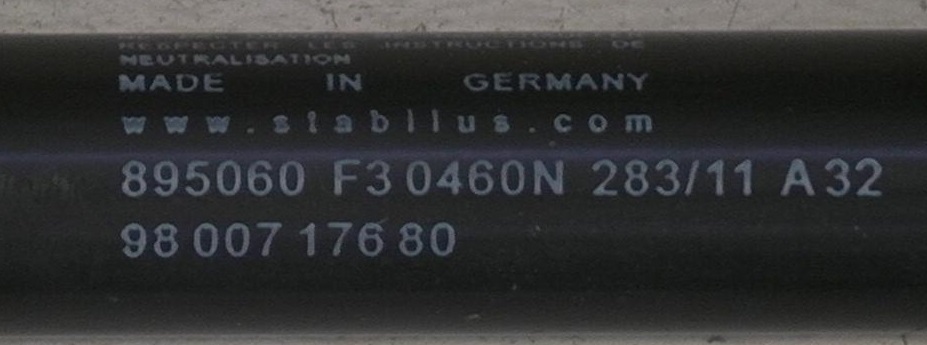 RESPECTER LES INSTRUCTIONS DE
NEUTRALISATION
MADE IN GERMANY
www.stabilus.com
895060 F3 0460N 283/11 A32
98 007 176 80